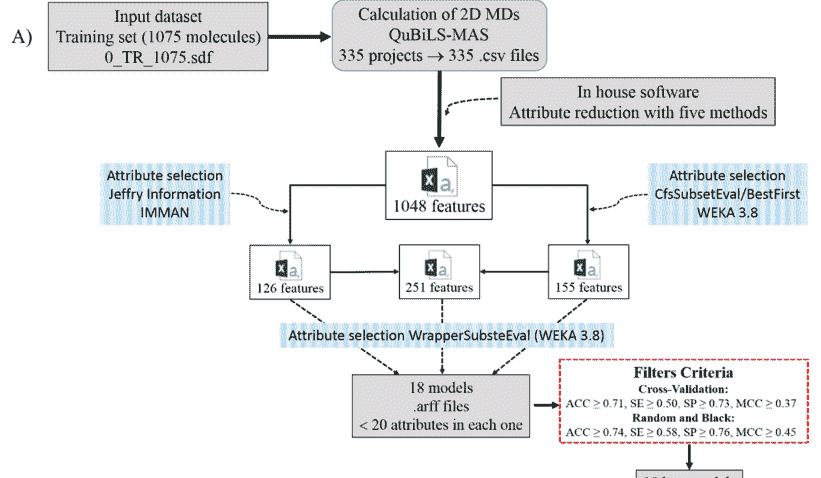 A)
Input dataset
Training set (1075 molecules)
0_TR_1075.sdf
Calculation of 2D MDs
QuBiLS-MAS
335 projects → 335 .csv files
In house software
Attribute reduction with five methods
Attribute selection
Jeffry Information
IMMAN
X a,
1048 features
Attribute selection
CfsSubsetEval/BestFirst
WEKA 3.8
X a,
126 features
X a,
251 features
X a,
155 features
Attribute selection WrapperSubsteEval (WEKA 3.8)
18 models
.arff files
< 20 attributes in each one
Filters Criteria
Cross-Validation:
ACC ≥ 0.71, SE ≥ 0.50, SP ≥ 0.73, MCC ≥ 0.37
Random and Black:
ACC ≥ 0.74, SE ≥ 0.58, SP ≥ 0.76, MCC ≥ 0.45